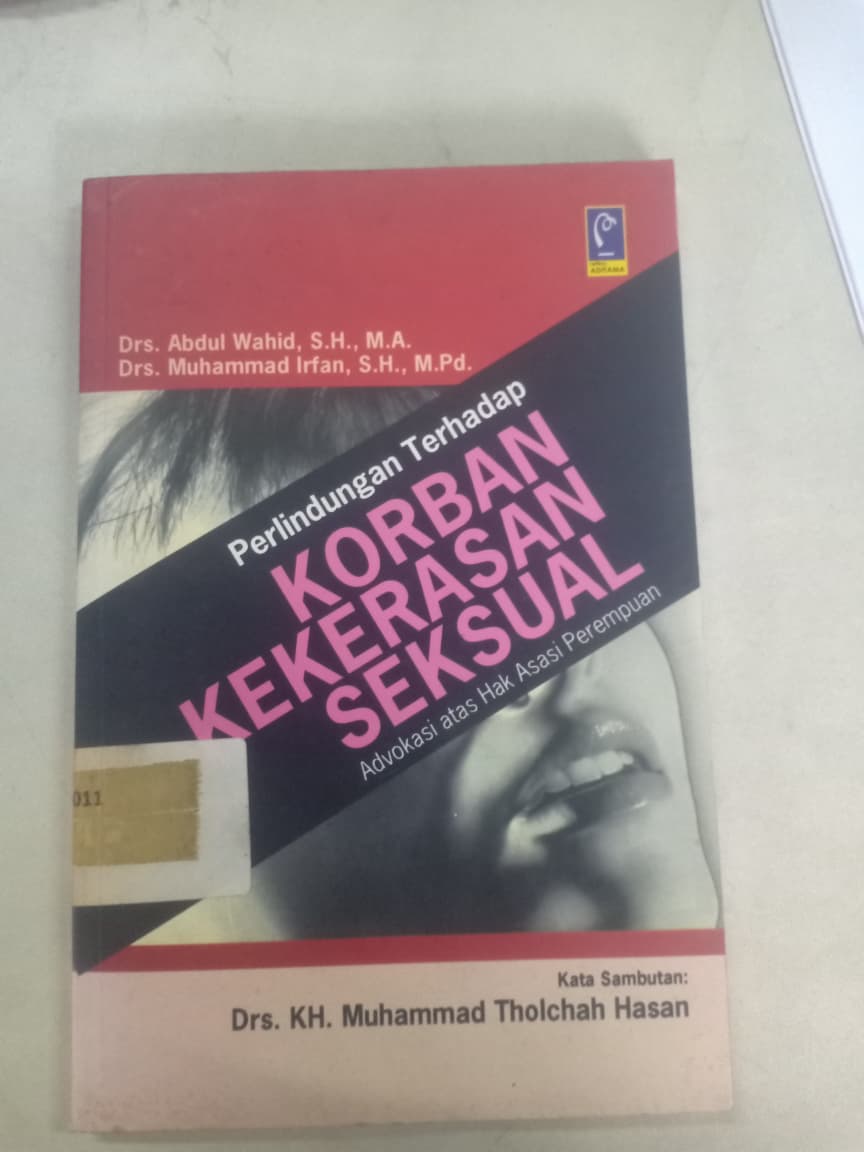 ADITAMA
Drs. Abdul Wahid, S.H., M.A.
Drs. Muhammad Irfan, S.H., M.Pd.
Perlindungan Terhadap
KORBAN
KEKERASAN
SEKSUAL
Advokasi atas Hak Asasi Perempuan
011
Kata Sambutan:
Drs. KH. Muhammad Tholchah Hasan